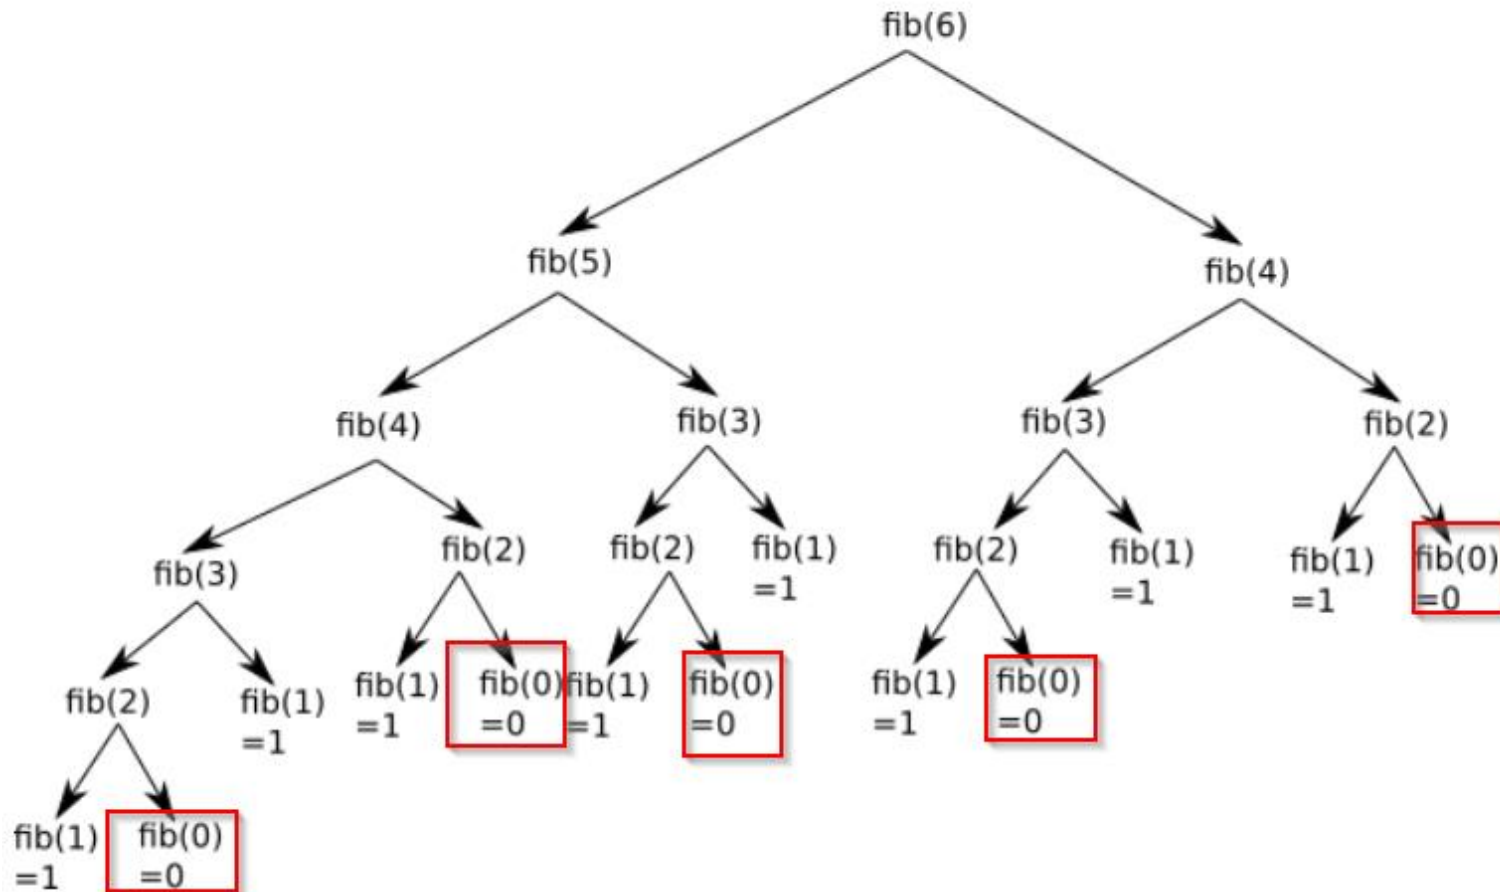 fib(6)
fib(5)
fib(4)
fib(4)
fib(3)
fib(3)
fib(2)
fib(3)
fib(2)
fib(2)
fib(1)
=1
fib(2)
fib(1)
=1
fib(1)
=1
fib(0)
=0
fib(2)
fib(1)
=1
fib(1)
=1
fib(0)
=0
fib(1)
=1
fib(0)
=0
fib(1)
=1
fib(0)
=0
fib(1)
=1
fib(0)
=0